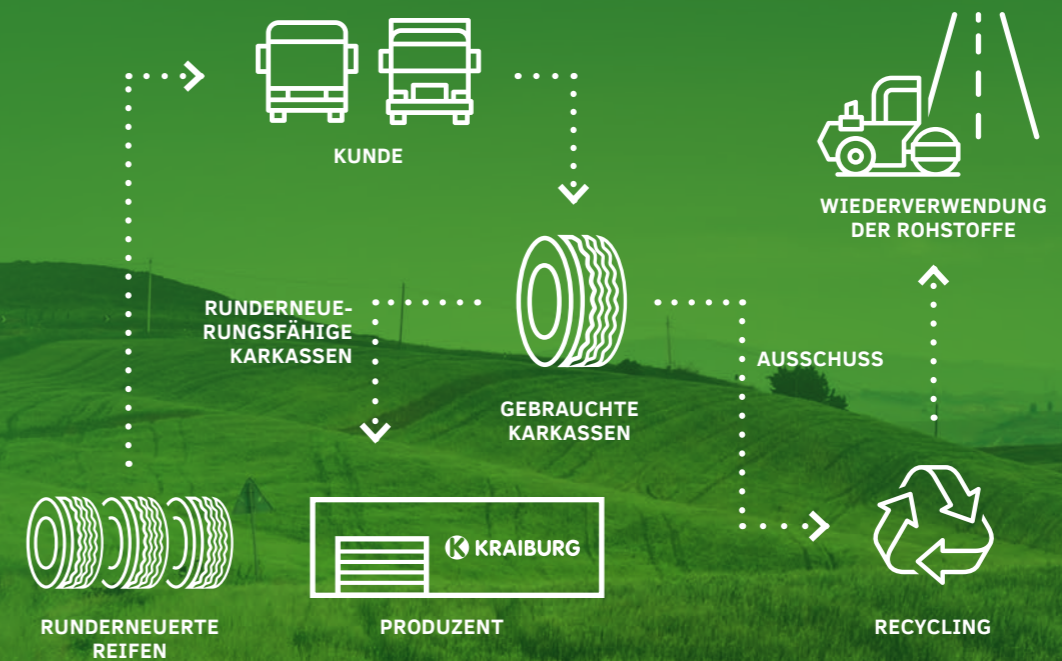 KUNDE
WIEDERVERWENDUNG
DER ROHSTOFFE
RUNDERNEUE-
RUNGSFÄHIGE
KARKASSEN
AUSSCHUSS
GEBRAUCHTE
KARKASSEN
K KRAIBURG
RUNDERNEUERTE
REIFEN
PRODUZENT
RECYCLING